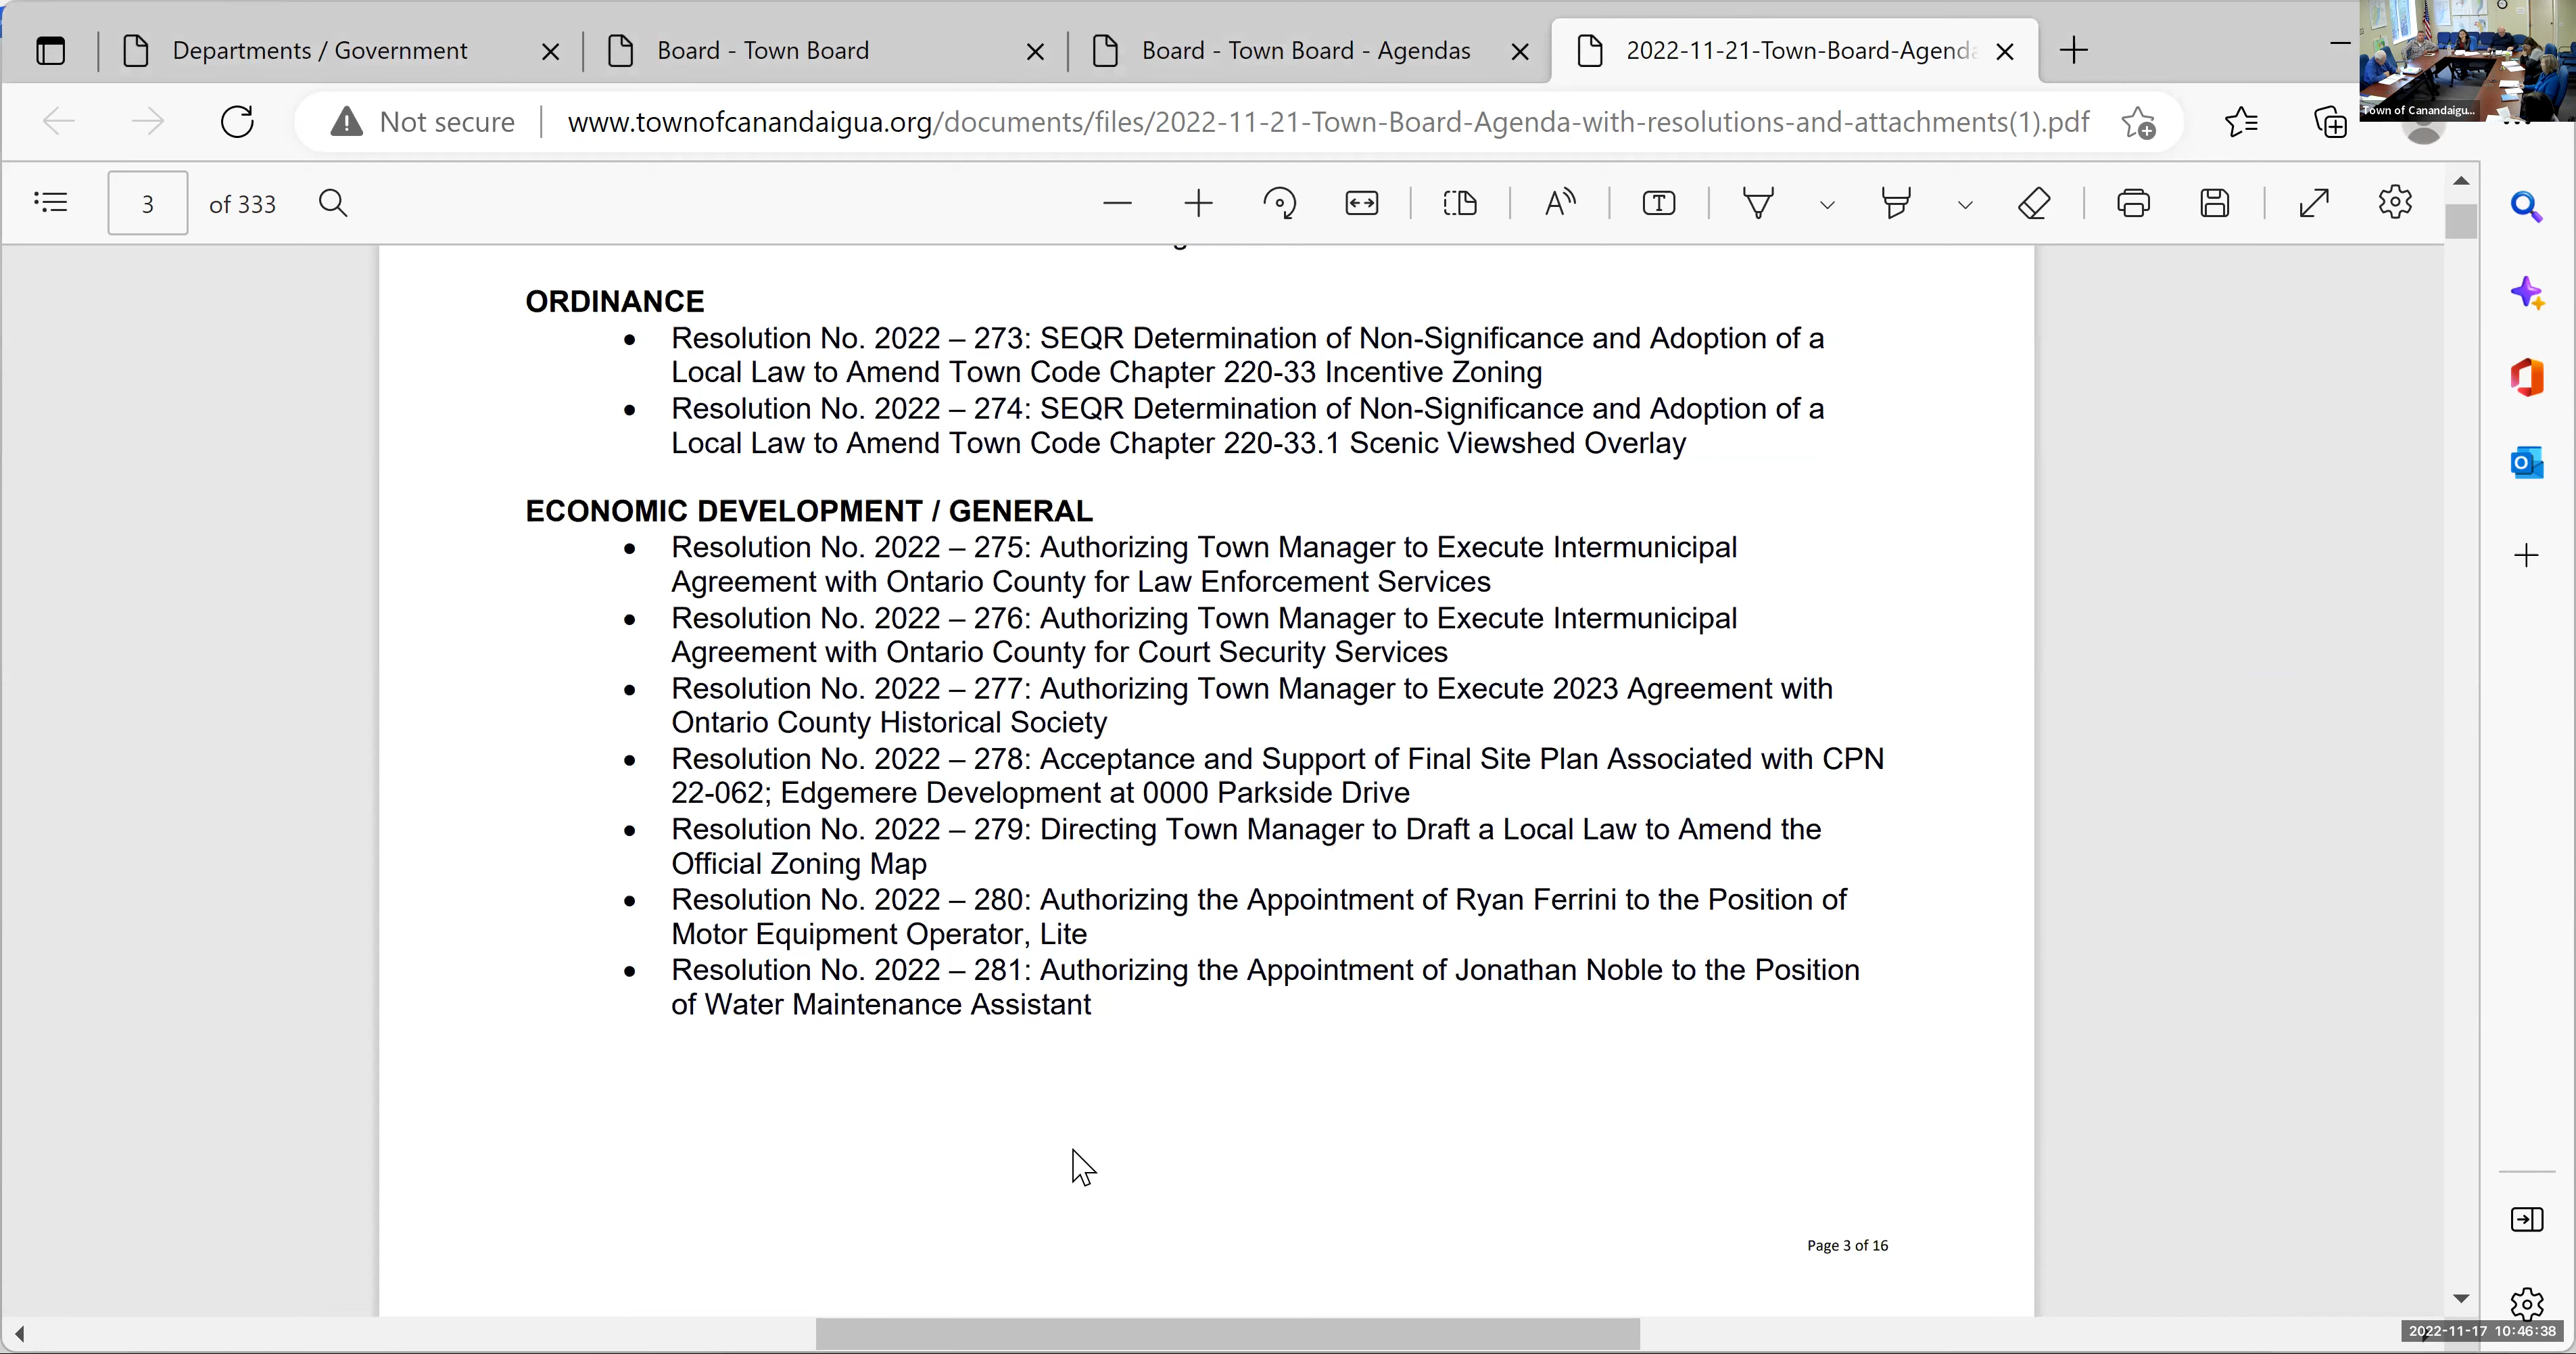 Departments / Government
Board - Town Board
Board - Town Board - Agendas
2022-11-21-Town-Board-Agenda
Town of Canandaigu...
Not secure
www.townofcanandaigua.org/documents/files/2022-11-21-Town-Board-Agenda-with-resolutions-and-attachments(1).pdf
3 of 333
ORDINANCE
• Resolution No. 2022 – 273: SEQR Determination of Non-Significance and Adoption of a
Local Law to Amend Town Code Chapter 220-33 Incentive Zoning
• Resolution No. 2022 – 274: SEQR Determination of Non-Significance and Adoption of a
Local Law to Amend Town Code Chapter 220-33.1 Scenic Viewshed Overlay
ECONOMIC DEVELOPMENT / GENERAL
• Resolution No. 2022 – 275: Authorizing Town Manager to Execute Intermunicipal
Agreement with Ontario County for Law Enforcement Services
• Resolution No. 2022 – 276: Authorizing Town Manager to Execute Intermunicipal
Agreement with Ontario County for Court Security Services
• Resolution No. 2022 – 277: Authorizing Town Manager to Execute 2023 Agreement with
Ontario County Historical Society
• Resolution No. 2022 – 278: Acceptance and Support of Final Site Plan Associated with CPN
22-062; Edgemere Development at 0000 Parkside Drive
• Resolution No. 2022 – 279: Directing Town Manager to Draft a Local Law to Amend the
Official Zoning Map
• Resolution No. 2022 – 280: Authorizing the Appointment of Ryan Ferrini to the Position of
Motor Equipment Operator, Lite
• Resolution No. 2022 – 281: Authorizing the Appointment of Jonathan Noble to the Position
of Water Maintenance Assistant
Page 3 of 16
2022-11-17 10:46:38